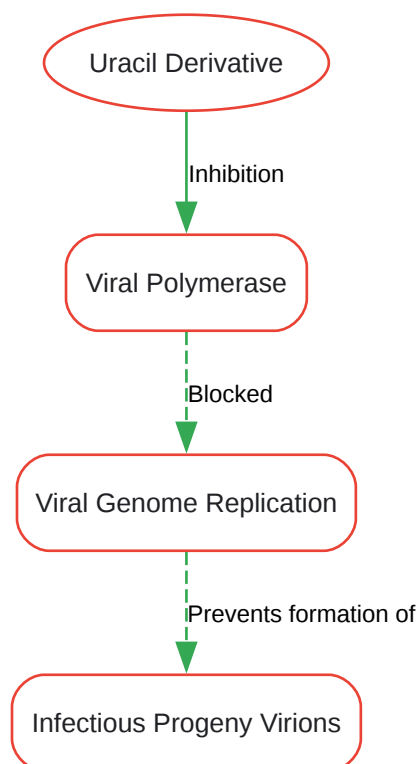 Uracil Derivative
Inhibition
Viral Polymerase
Blocked
Viral Genome Replication
Prevents formation of
Infectious Progeny Virions